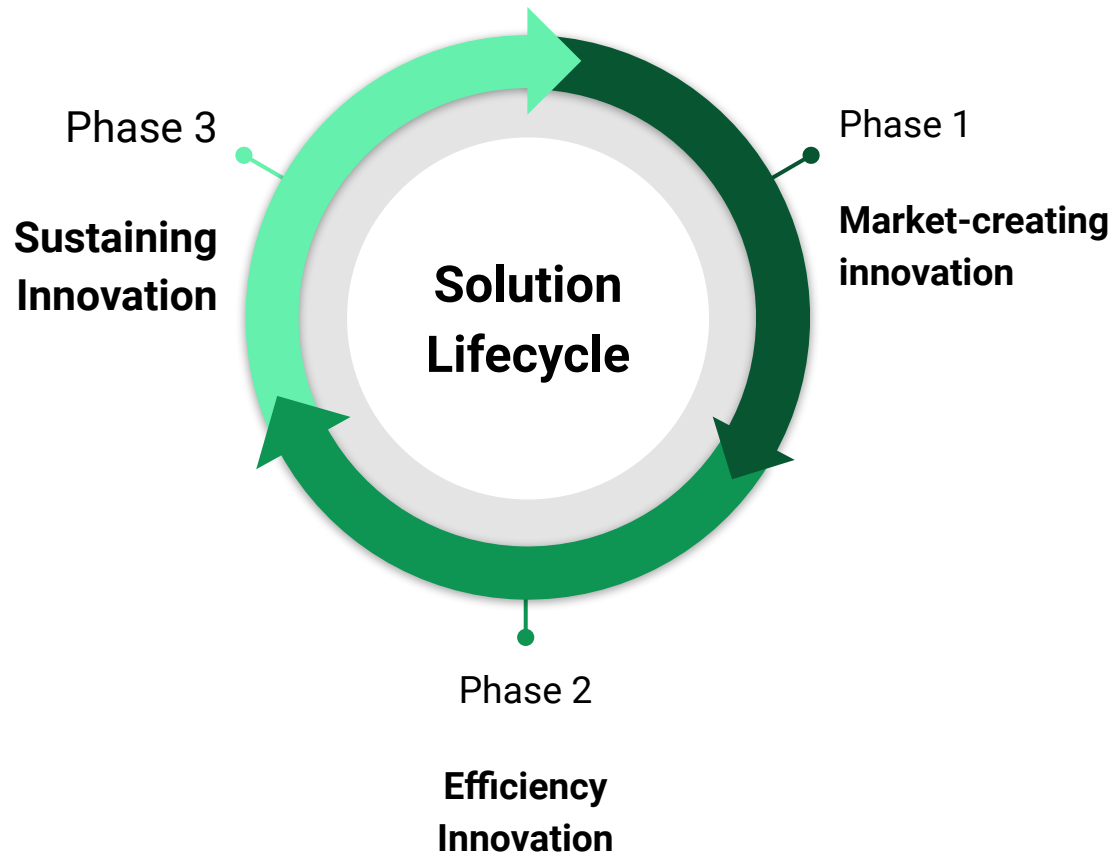 Solution
Lifecycle
Phase 1
Market-creating
innovation
Phase 2
Efficiency
Innovation
Phase 3
Sustaining
Innovation